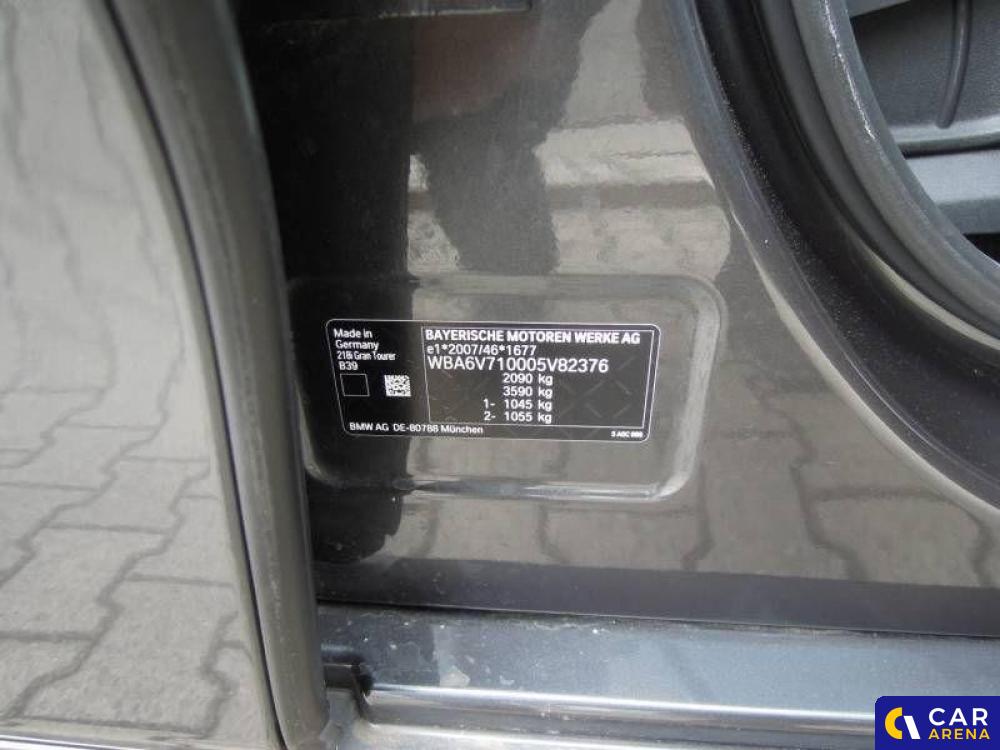 Made in
Germany
218i Gran Tourer
B39
BAYERISCHE MOTOREN WERKE AG
e1*2007/46*1677
WBA6V710005V82376
2090 kg
3590 kg
1- 1045 kg
2- 1055 kg
BMW AG DE-80788 München
CAR
ARENA